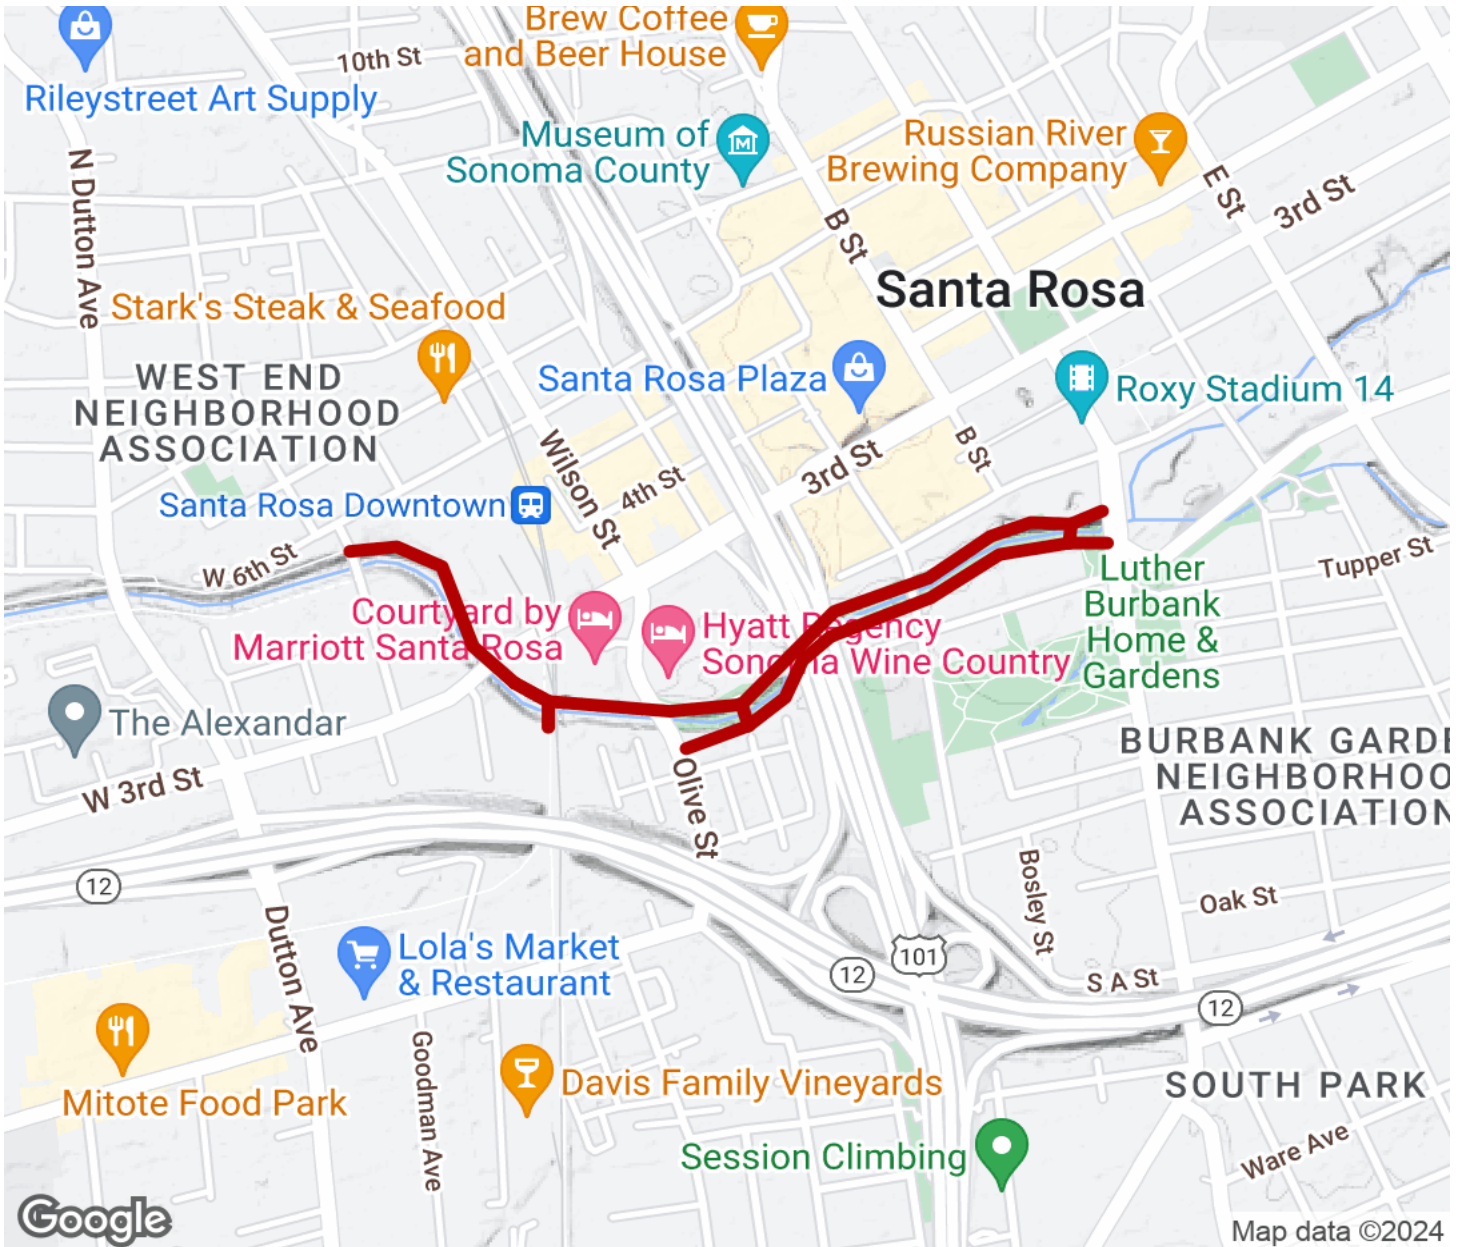 Brew Coffee
and Beer House
10th St
Rileystreet Art Supply
Museum of
Sonoma County
Russian River
Brewing Company
N Dutton Ave
E St
3rd St
B St
Santa Rosa
Stark's Steak & Seafood
WEST END
NEIGHBORHOOD
ASSOCIATION
Santa Rosa Plaza
Roxy Stadium 14
Wilson St
4th St
3rd St
B St
Santa Rosa Downtown
W 6th St
Tupper St
Luther
Burbank
Home &
Gardens
Courtyard by
Marriott Santa Rosa
Hyatt Regency
Sonoma Wine Country
The Alexandar
W 3rd St
Olive St
BURBANK GARDE
NEIGHBORHOO
ASSOCIATION
12
Bosley St
Oak St
Dutton Ave
Lola's Market
& Restaurant
101
12
S A St
12
Goodman Ave
Mitote Food Park
Davis Family Vineyards
SOUTH PARK
Session Climbing
Ware Ave
Google
Map data ©2024